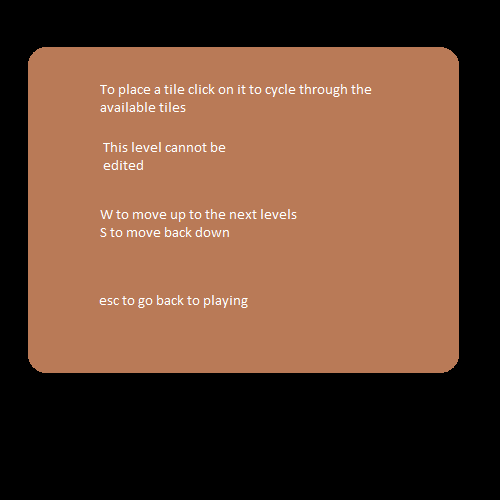 To place a tile click on it to cycle through the
available tiles
This level cannot be
edited
W to move up to the next levels
S to move back down
esc to go back to playing